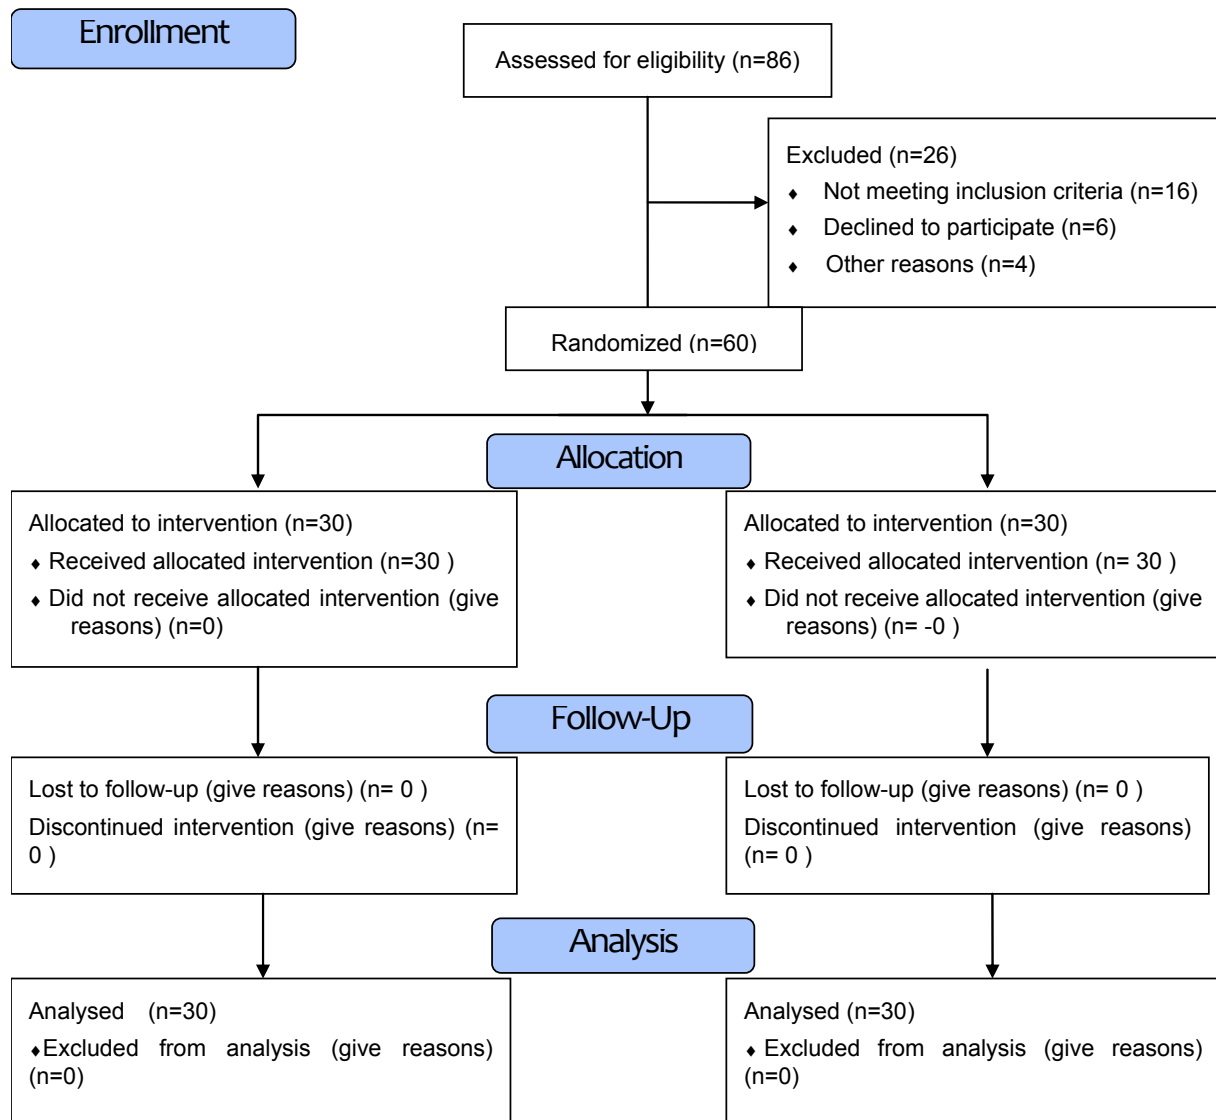 Enrollment
Assessed for eligibility (n=86)
Excluded (n=26)
♦ Not meeting inclusion criteria (n=16)
♦ Declined to participate (n=6)
♦ Other reasons (n=4)
Randomized (n=60)
Allocation
Allocated to intervention (n=30)
♦ Received allocated intervention (n=30 )
♦ Did not receive allocated intervention (give
reasons) (n=0)
Allocated to intervention (n=30)
♦ Received allocated intervention (n= 30 )
♦ Did not receive allocated intervention (give
reasons) (n= -0 )
Follow-Up
Lost to follow-up (give reasons) (n= 0 )
Discontinued intervention (give reasons) (n=
0 )
Lost to follow-up (give reasons) (n= 0 )
Discontinued intervention (give reasons)
(n= 0 )
Analysis
Analysed (n=30)
♦Excluded from analysis (give reasons)
(n=0)
Analysed (n=30)
♦ Excluded from analysis (give reasons)
(n=0)